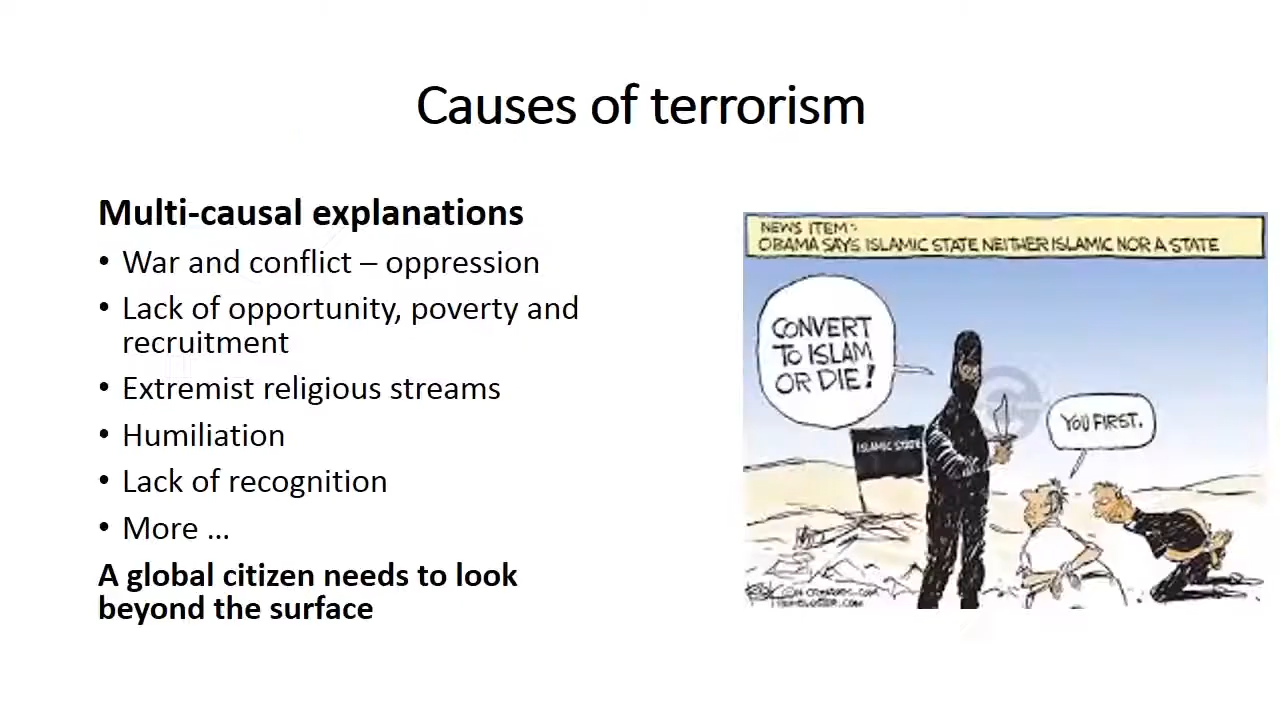 Causes of terrorism
Multi-causal explanations
• War and conflict – oppression
• Lack of opportunity, poverty and
recruitment
• Extremist religious streams
• Humiliation
• Lack of recognition
• More ...
A global citizen needs to look
beyond the surface
NEWS ITEM:
OBAMA SAYS ISLAMIC STATE NEITHER ISLAMIC NOR A STATE
CONVERT
TO ISLAM
OR DIE!
YOU FIRST.
ISLAMIC STATE